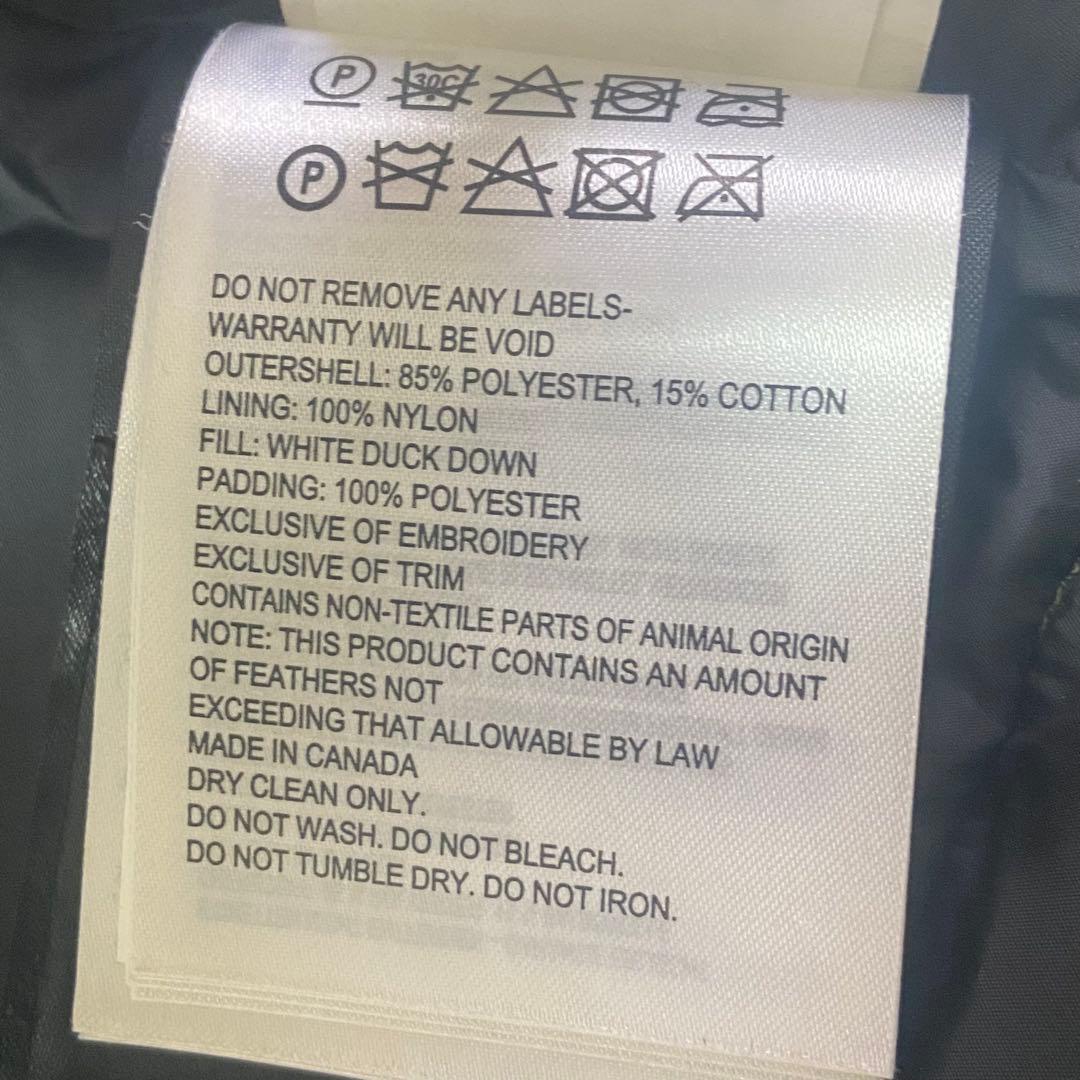 P 30C
P
DO NOT REMOVE ANY LABELS-
WARRANTY WILL BE VOID
OUTERSHELL: 85% POLYESTER, 15% COTTON
LINING: 100% NYLON
FILL: WHITE DUCK DOWN
PADDING: 100% POLYESTER
EXCLUSIVE OF EMBROIDERY
EXCLUSIVE OF TRIM
CONTAINS NON-TEXTILE PARTS OF ANIMAL ORIGIN
NOTE: THIS PRODUCT CONTAINS AN AMOUNT
OF FEATHERS NOT
EXCEEDING THAT ALLOWABLE BY LAW
MADE IN CANADA
DRY CLEAN ONLY.
DO NOT WASH. DO NOT BLEACH.
DO NOT TUMBLE DRY. DO NOT IRON.